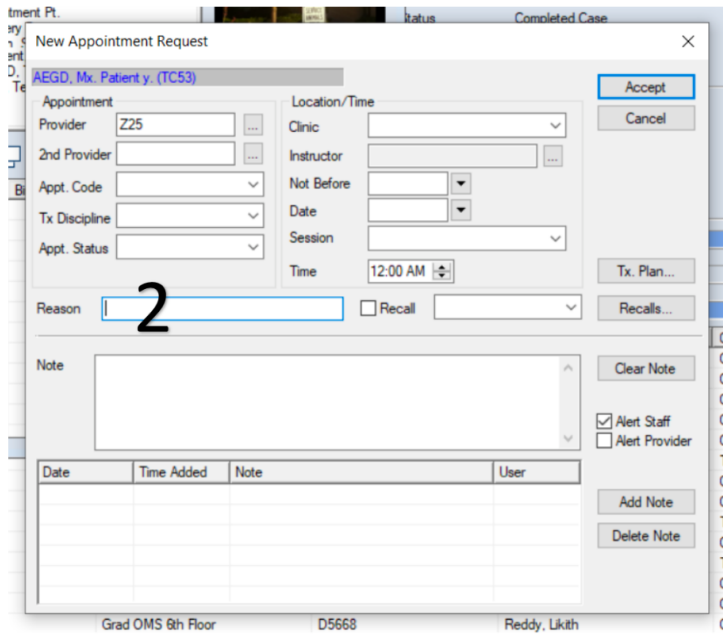 tment Pt.
Status Completed Case
New Appointment Request
AEGD, Mx. Patient y. (TC53)
Accept
Appointment
Location/Time
Provider Z25 ...
Clinic
Cancel
2nd Provider ...
Instructor ...
Appt. Code
Not Before
Tx Discipline
Date
Appt. Status
Session
Time 12:00 AM
Tx. Plan...
Reason
2
Recall
Recalls...
Note
Clear Note
Alert Staff
Alert Provider
Date Time Added Note User
Add Note
Delete Note
Grad OMS 6th Floor D5668 Reddy, Likith